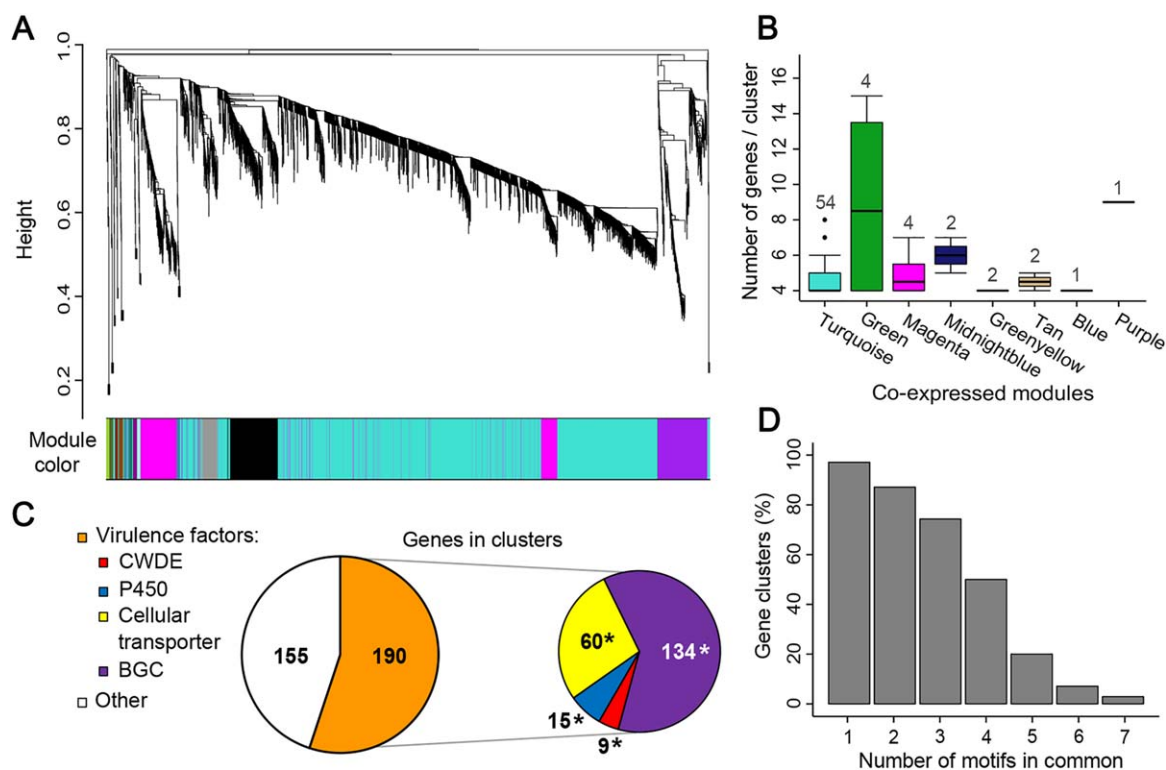 A
Height
1.0
0.8
0.6
0.4
0.2
Module
color
B
Number of genes / cluster
16
14
12
10
8
6
4
54
4
4
2
2
2
1
1
Turquoise
Green
Magenta
Midnightblue
Greenyellow
Tan
Blue
Purple
Co-expressed modules
C
Virulence factors:
CWDE
P450
Cellular
transporter
BGC
Other
Genes in clusters
155
190
60*
134*
15*
9*
D
Gene clusters (%)
100
80
60
40
20
0
1 2 3 4 5 6 7
Number of motifs in common